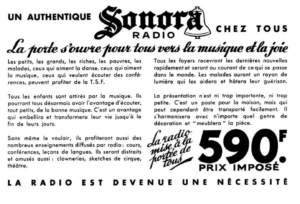 UN AUTHENTIQUE
Sonora
RADIO
CHEZ TOUS
La porte s'ouvre pour tous vers la musique et la joie
Les petits, les grands, les riches, les pauvres, les
malades, ceux qui aiment la danse, ceux qui aiment
la musique, ceux qui veulent écouter des confé-
rences, peuvent profiter de la T.S.F.
Tous les enfants sont attirés par la musique. Ils
pourront tous désormais avoir l'avantage d'écouter,
tout petits, de la bonne musique. C'est un avantage
qui embellira et transformera leur vie jusqu'à la
fin de leurs jours.
Sans même le vouloir, ils profiteront aussi des
nombreux enseignements diffusés par radio : cours,
conférences, leçons de langues. Ils seront distraits
et amusés aussi : clowneries, sketches de cirque,
théâtre.
Tous les foyers recevront les dernières nouvelles
rapidement et seront au courant de ce qui se passe
dans le monde. Les malades auront un rayon de
lumière qui les aidera et hâtera leur guérison.
La présentation n'est ni trop importante, ni trop
petite. C'est un poste pour la maison, mais qui
peut cependant être transporté facilement. Il
s'harmonisera avec n'importe quel genre de
décoration et "meublera" la pièce.
La radio
mise à la
portée de
tous
590F.
PRIX IMPOSÉ
LA RADIO EST DEVENUE UNE NÉCESSITÉ